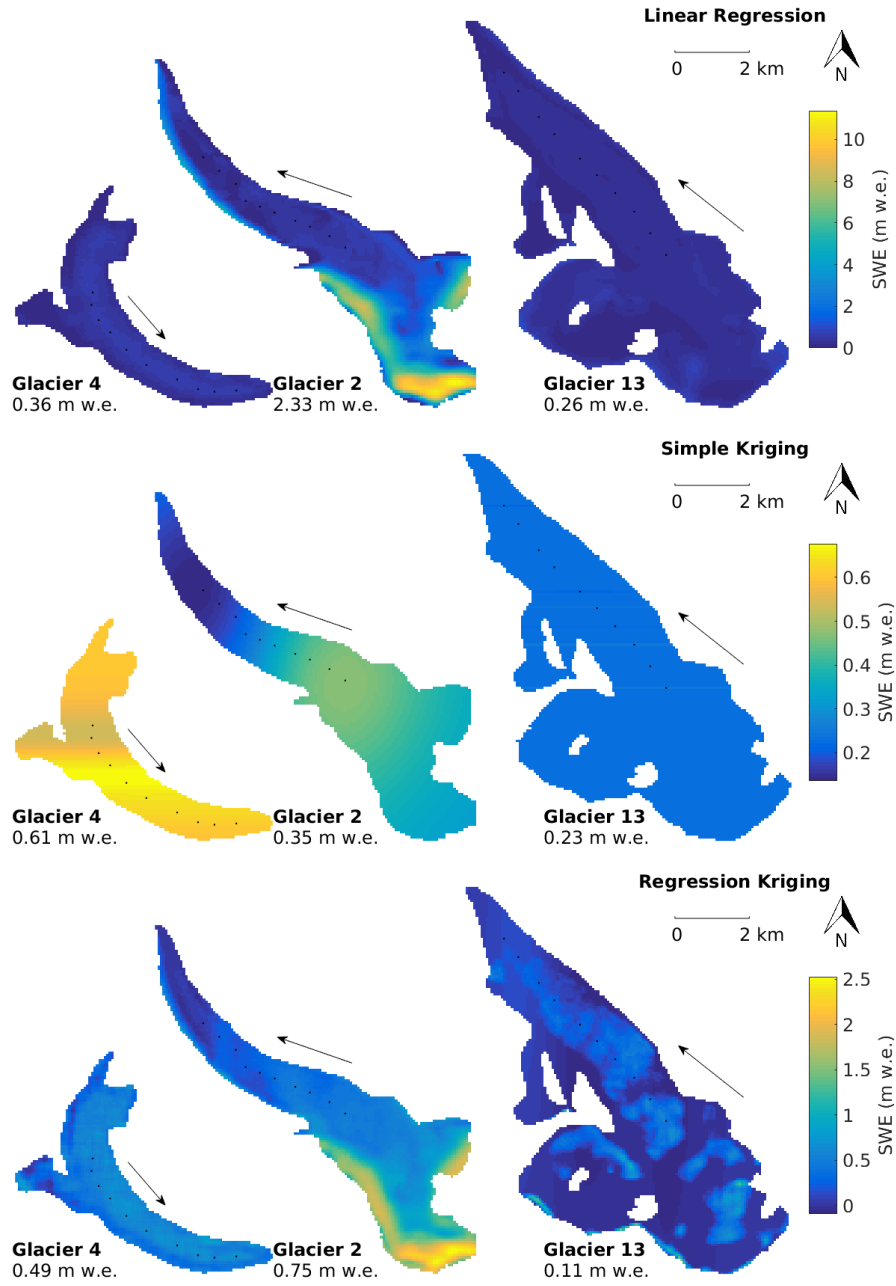 Linear Regression
0 2 km
N
10
8
6
4
2
0
SWE (m w.e.)
Glacier 4
0.36 m w.e.
Glacier 2
2.33 m w.e.
Glacier 13
0.26 m w.e.
Simple Kriging
0 2 km
N
0.6
0.5
0.4
0.3
0.2
SWE (m w.e.)
Glacier 4
0.61 m w.e.
Glacier 2
0.35 m w.e.
Glacier 13
0.23 m w.e.
Regression Kriging
0 2 km
N
2.5
2
1.5
1
0.5
0
SWE (m w.e.)
Glacier 4
0.49 m w.e.
Glacier 2
0.75 m w.e.
Glacier 13
0.11 m w.e.